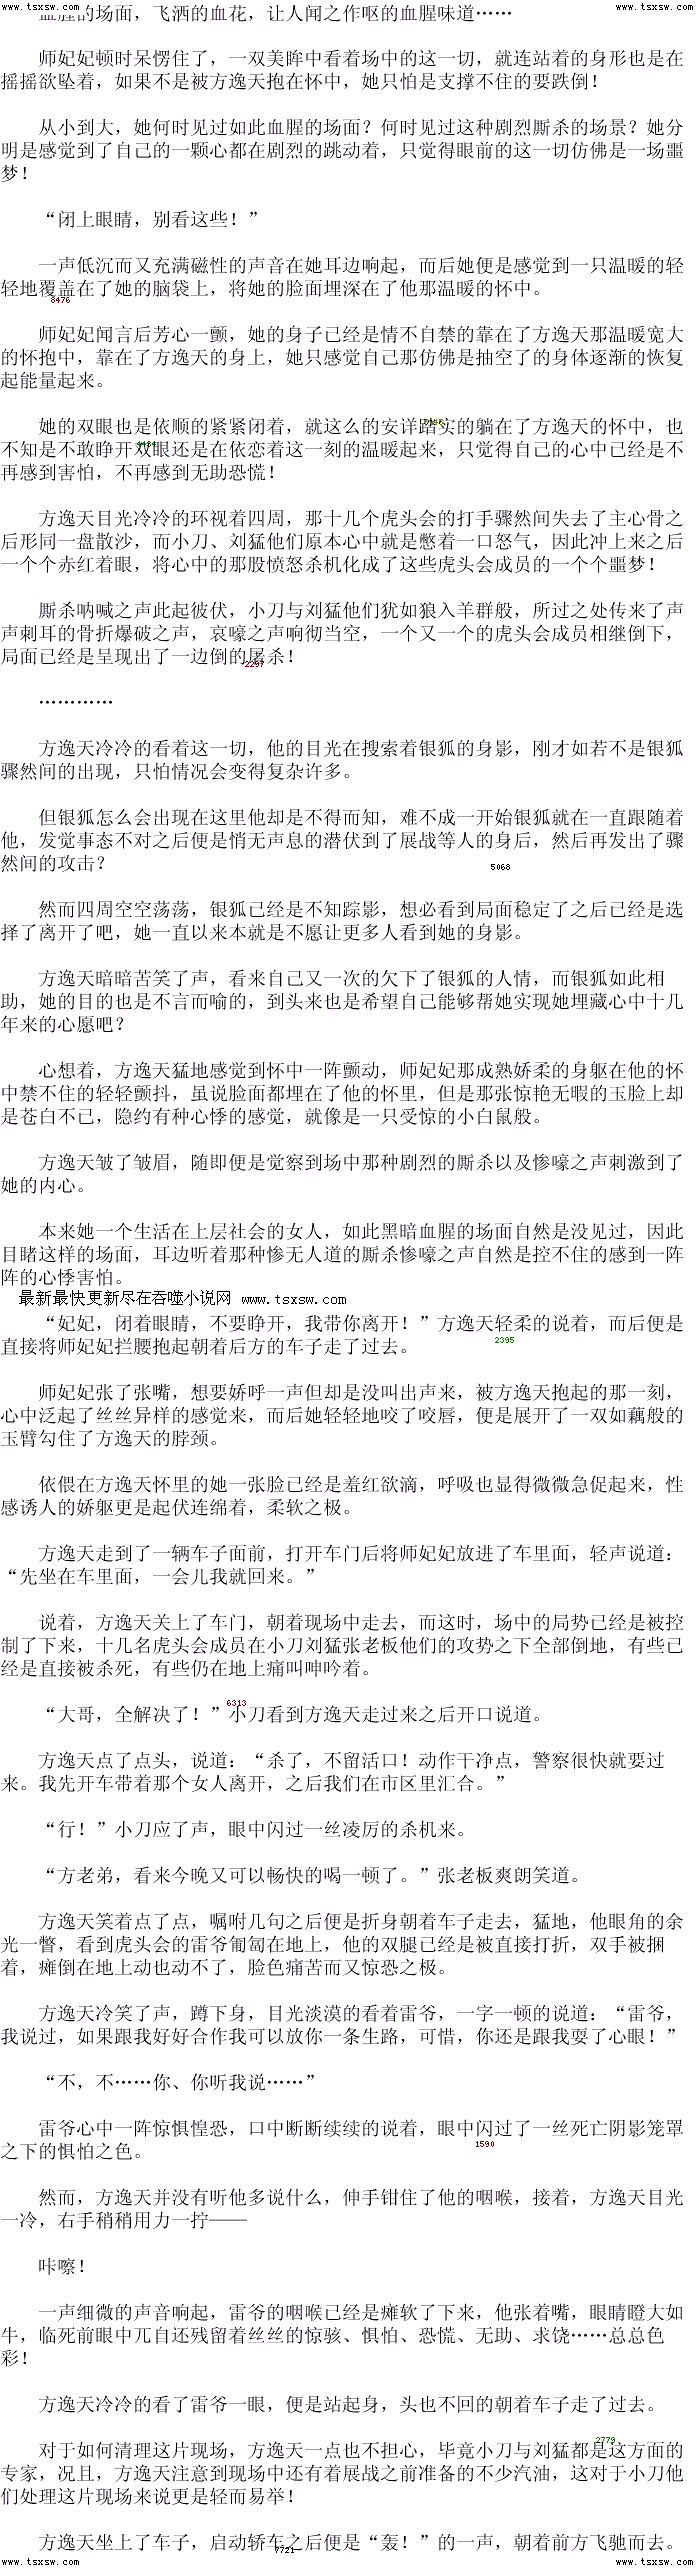 www.tsxsw.com www.tsxsw.com
血腥的场面，飞洒的血花，让人闻之作呕的血腥味道……
师妃妃顿时呆愣住了，一双美眸中看着场中的这一切，就连站着的身形也是在
摇摇欲坠着，如果不是被方逸天抱在怀中，她只怕是支撑不住的要跌倒！
从小到大，她何时见过如此血腥的场面？何时见过这种剧烈厮杀的场景？她分
明是感觉到了自己的一颗心都在剧烈的跳动着，只觉得眼前的这一切仿佛是一场噩
梦！
“闭上眼睛，别看这些！”
一声低沉而又充满磁性的声音在她耳边响起，而后她便是感觉到一只温暖的轻
轻地覆盖在了她的脑袋上，将她的脸面埋深在了他那温暖的怀中。
8476
师妃妃闻言后芳心一颤，她的身子已经是情不自禁的靠在了方逸天那温暖宽大
的怀抱中，靠在了方逸天的身上，她只感觉自己那仿佛是抽空了的身体逐渐的恢复
起能量起来。
她的双眼也是依顺的紧紧闭着，就这么的安详踏实的躺在了方逸天的怀中，也
不知是不敢睁开双眼还是在依恋着这一刻的温暖起来，只觉得自己的心中已经是不
再感到害怕，不再感到无助恐慌！
方逸天目光冷冷的环视着四周，那十几个虎头会的打手骤然间失去了主心骨之
后形同一盘散沙，而小刀、刘猛他们原本心中就是憋着一口怒气，因此冲上来之后
一个个赤红着眼，将心中的那股愤怒杀机化成了这些虎头会成员的一个个噩梦！
厮杀呐喊之声此起彼伏，小刀与刘猛他们犹如狼入羊群般，所过之处传来了声
声刺耳的骨折爆破之声，哀嚎之声响彻当空，一个又一个的虎头会成员相继倒下，
局面已经是呈现出了一边倒的屠杀！
2297
…………
方逸天冷冷的看着这一切，他的目光在搜索着银狐的身影，刚才如若不是银狐
骤然间的出现，只怕情况会变得复杂许多。
但银狐怎么会出现在这里他却是不得而知，难不成一开始银狐就在一直跟随着
他，发觉事态不对之后便是悄无声息的潜伏到了展战等人的身后，然后再发出了骤
然间的攻击？
5068
然而四周空空荡荡，银狐已经是不知踪影，想必看到局面稳定了之后已经是选
择了离开了吧，她一直以来本就是不愿让更多人看到她的身影。
方逸天暗暗苦笑了声，看来自己又一次的欠下了银狐的人情，而银狐如此相
助，她的目的也是不言而喻的，到头来也是希望自己能够帮她实现她埋藏心中十几
年来的心愿吧？
心想着，方逸天猛地感觉到怀中一阵颤动，师妃妃那成熟娇柔的身躯在他的怀
中禁不住的轻轻颤抖，虽说脸面都埋在了他的怀里，但是那张惊艳无暇的玉脸上却
是苍白不已，隐约有种心悸的感觉，就像是一只受惊的小白鼠般。
方逸天皱了皱眉，随即便是觉察到场中那种剧烈的厮杀以及惨嚎之声刺激到了
她的内心。
本来她一个生活在上层社会的女人，如此黑暗血腥的场面自然是没见过，因此
目睹这样的场面，耳边听着那种惨无人道的厮杀惨嚎之声自然是控不住的感到一阵
阵的心悸害怕。
最新最快更新尽在吞噬小说网 www.tsxsw.com
“妃妃，闭着眼睛，不要睁开，我带你离开！”方逸天轻柔的说着，而后便是
直接将师妃妃拦腰抱起朝着后方的车子走了过去。
2395
师妃妃张了张嘴，想要娇呼一声但却是没叫出声来，被方逸天抱起的那一刻，
心中泛起了丝丝异样的感觉来，而后她轻轻地咬了咬唇，便是展开了一双如藕般的
玉臂勾住了方逸天的脖颈。
依偎在方逸天怀里的她一张脸已经是羞红欲滴，呼吸也显得微微急促起来，性
感诱人的娇躯更是起伏连绵着，柔软之极。
方逸天走到了一辆车子面前，打开车门后将师妃妃放进了车里面，轻声说道：
“先坐在车里面，一会儿我就回来。”
说着，方逸天关上了车门，朝着现场中走去，而这时，场中的局势已经是被控
制了下来，十几名虎头会成员在小刀刘猛张老板他们的攻势之下全部倒地，有些已
经是直接被杀死，有些仍在地上痛叫呻吟着。
6313
“大哥，全解决了！”小刀看到方逸天走过来之后开口说道。
方逸天点了点头，说道：“杀了，不留活口！动作干净点，警察很快就要过
来。我先开车带着那个女人离开，之后我们在市区里汇合。”
“行！”小刀应了声，眼中闪过一丝凌厉的杀机来。
“方老弟，看来今晚又可以畅快的喝一顿了。”张老板爽朗笑道。
方逸天笑着点了点，嘱咐几句之后便是折身朝着车子走去，猛地，他眼角的余
光一瞥，看到虎头会的雷爷匍匐在地上，他的双腿已经是被直接打折，双手被捆
着，瘫倒在地上动也动不了，脸色痛苦而又惊恐之极。
方逸天冷笑了声，蹲下身，目光淡漠的看着雷爷，一字一顿的说道：“雷爷，
我说过，如果跟我好好合作我可以放你一条生路，可惜，你还是跟我耍了心眼！”
“不，不……你、你听我说……”
雷爷心中一阵惊惧惶恐，口中断断续续的说着，眼中闪过了一丝死亡阴影笼罩
之下的惧怕之色。
1590
然而，方逸天并没有听他多说什么，伸手钳住了他的咽喉，接着，方逸天目光
一冷，右手稍稍用力一拧——
咔嚓！
一声细微的声音响起，雷爷的咽喉已经是瘫软了下来，他张着嘴，眼睛瞪大如
牛，临死前眼中兀自还残留着丝丝的惊骇、惧怕、恐慌、无助、求饶……总总色
彩！
方逸天冷冷的看了雷爷一眼，便是站起身，头也不回的朝着车子走了过去。
2779
对于如何清理这片现场，方逸天一点也不担心，毕竟小刀与刘猛都是这方面的
专家，况且，方逸天注意到现场中还有着展战之前准备的不少汽油，这对于小刀他
们处理这片现场来说更是轻而易举！
方逸天坐上了车子，启动轿车之后便是“轰！”的一声，朝着前方飞驰而去。
7721
www.tsxsw.com www.tsxsw.com